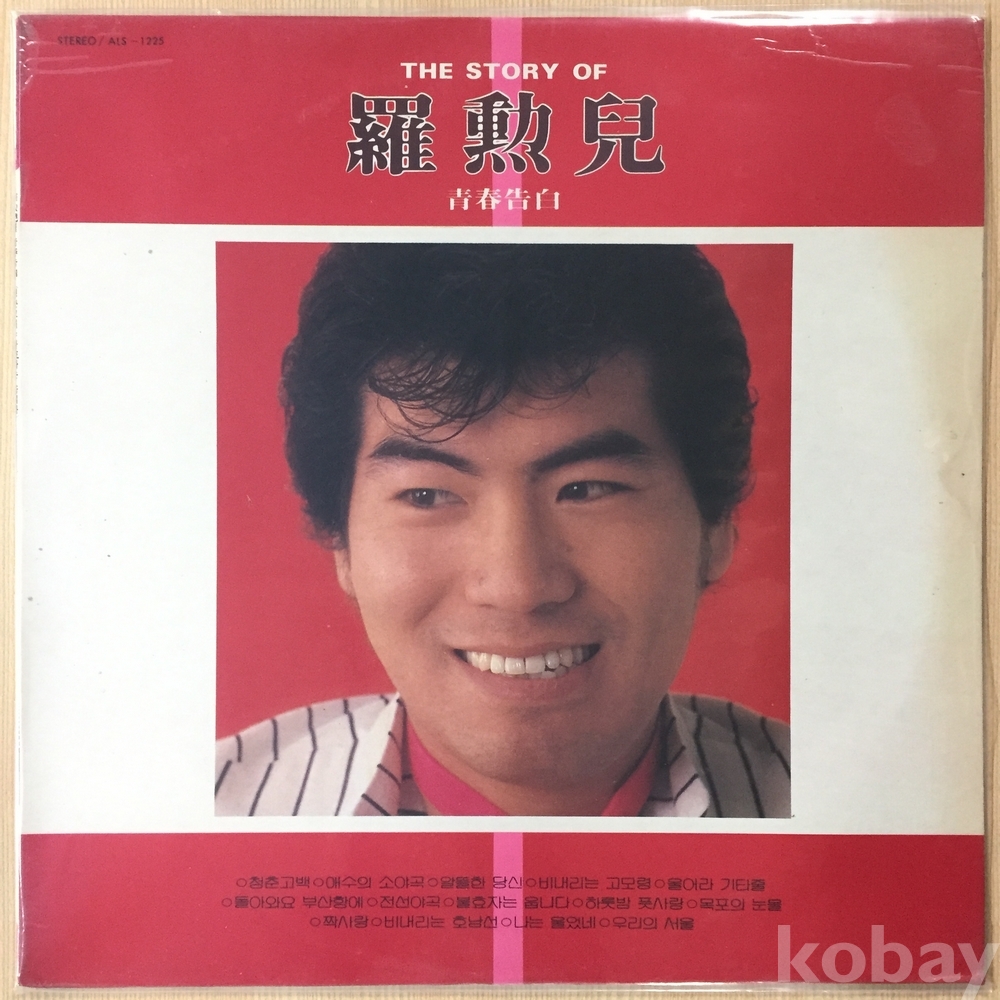 STEREO / ALS - 1225
THE STORY OF
羅勲兒
青春告白
○청춘고백○애수의 소야곡○알뜰한 당신○비내리는 고모령○울어라 기타줄
○돌아와요 부산항에○전선야곡○불효자는 웁니다○하룻밤 풋사랑○목포의 눈물
○짝사랑○비내리는 호남선○나는 울었네○우리의 서울
kobay